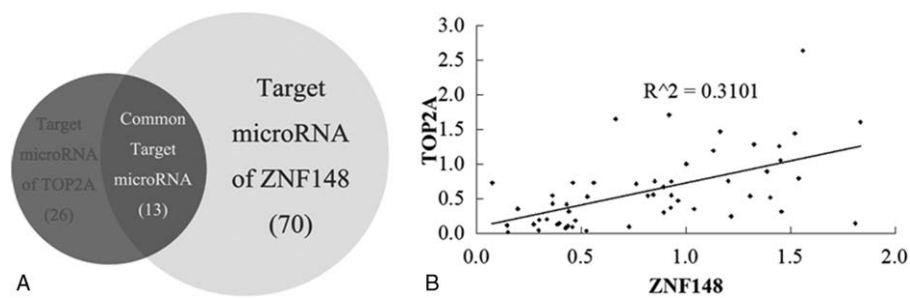 Target
microRNA
of TOP2A
(26)
Common
Target
microRNA
(13)
Target
microRNA
of ZNF148
(70)
A
3.0
2.5
2.0
1.5
1.0
0.5
0.0
TOP2A
R^2 = 0.3101
0.0
0.5
1.0
1.5
2.0
B
ZNF148